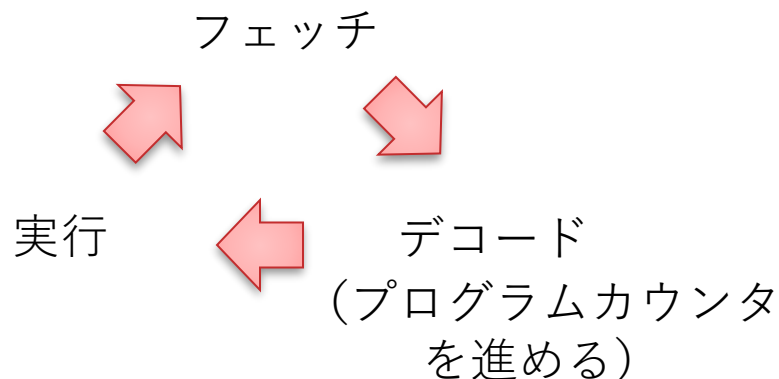 フェッチ
実行
デコード
(プログラムカウンタ
を進める)